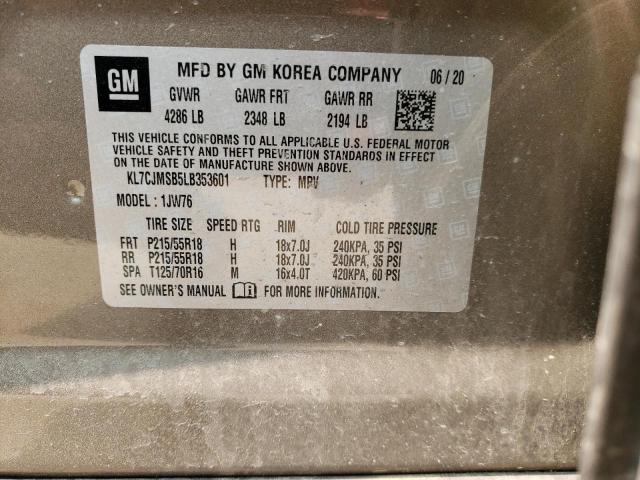 GM MFD BY GM KOREA COMPANY 06/20
GVWR GAWR FRT GAWR RR
4286 LB 2348 LB 2194 LB
THIS VEHICLE CONFORMS TO ALL APPLICABLE U.S. FEDERAL MOTOR
VEHICLE SAFETY AND THEFT PREVENTION STANDARDS IN EFFECT
ON THE DATE OF MANUFACTURE SHOWN ABOVE.
KL7CJMSB5LB353601 TYPE: MPV
MODEL: 1JW76
TIRE SIZE SPEED RTG RIM COLD TIRE PRESSURE
FRT P215/55R18 H 18x7.0J 240KPA, 35 PSI
RR P215/55R18 H 18x7.0J 240KPA, 35 PSI
SPA T125/70R16 M 16x4.0T 420KPA, 60 PSI
SEE OWNER'S MANUAL FOR MORE INFORMATION.